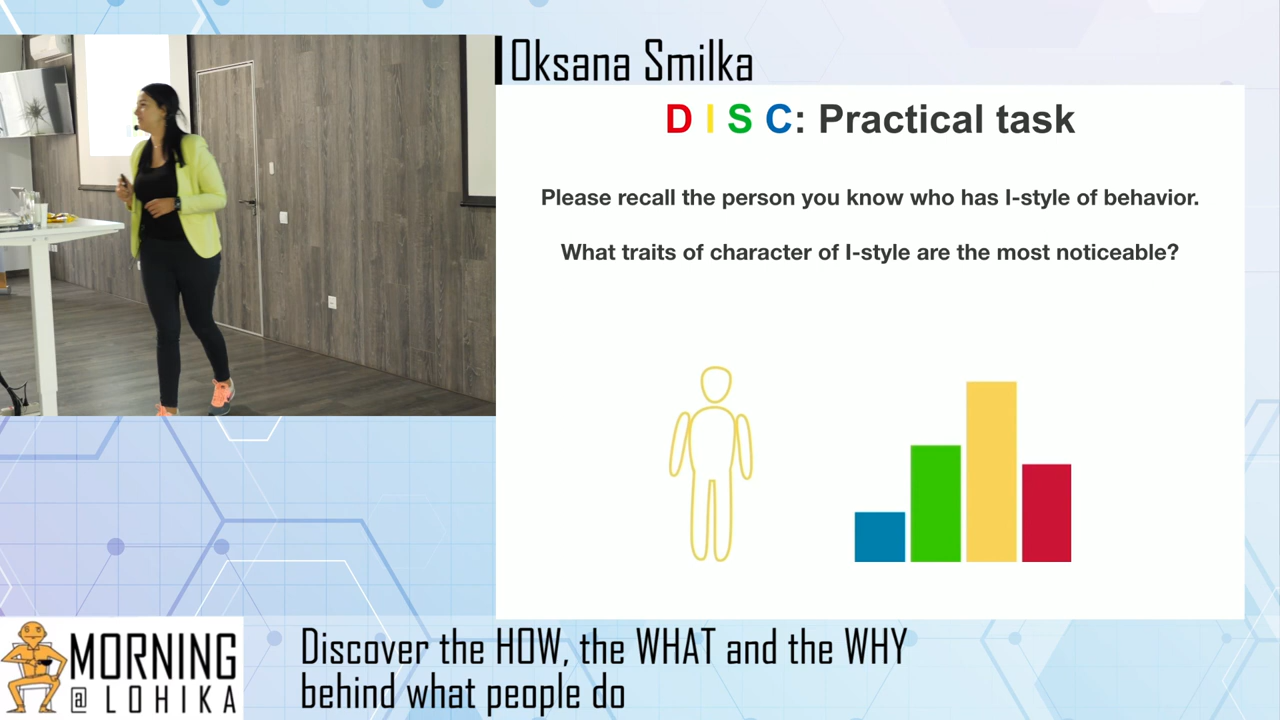 Oksana Smilka
D I S C: Practical task
Please recall the person you know who has I-style of behavior.
What traits of character of I-style are the most noticeable?
MORNING
@ LOHIKA
Discover the HOW, the WHAT and the WHY
behind what people do